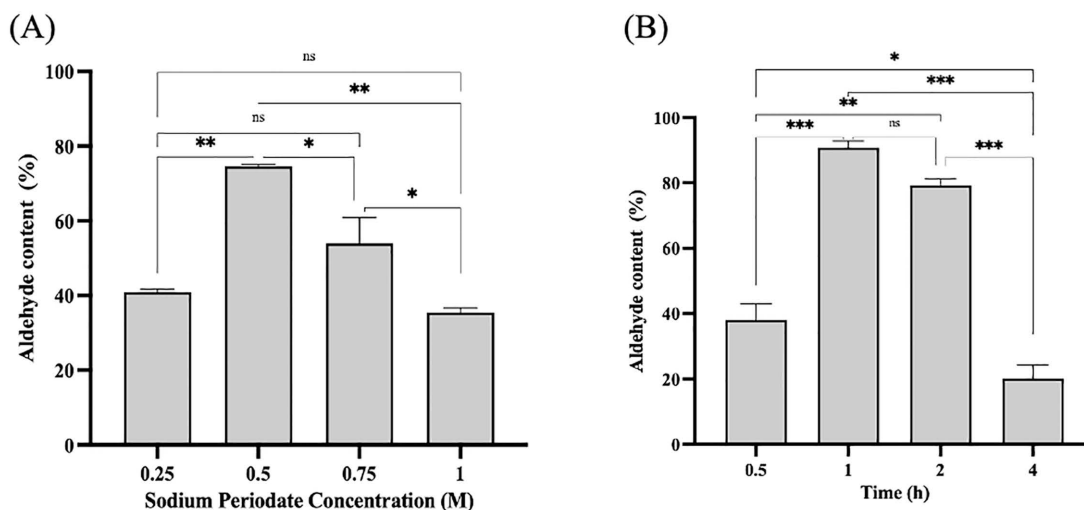 (A)
ns
**
ns
**
*
*
100
80
60
40
20
0
Aldehyde content (%)
0.25 0.5 0.75 1
Sodium Periodate Concentration (M)
(B)
*
***
**
***
ns
***
100
80
60
40
20
0
Aldehyde content (%)
0.5 1 2 4
Time (h)